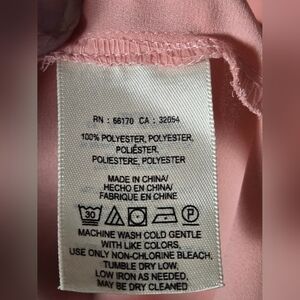 RN : 66170 CA : 32054
100% POLYESTER, POLYESTER,
POLIÉSTER,
POLIESTERE, POLYESTER
MADE IN CHINA/
HECHO EN CHINA/
FABRIQUE EN CHINE
30 P
MACHINE WASH COLD GENTLE
WITH LIKE COLORS,
USE ONLY NON-CHLORINE BLEACH,
TUMBLE DRY LOW,
LOW IRON AS NEEDED,
MAY BE DRY CLEANED